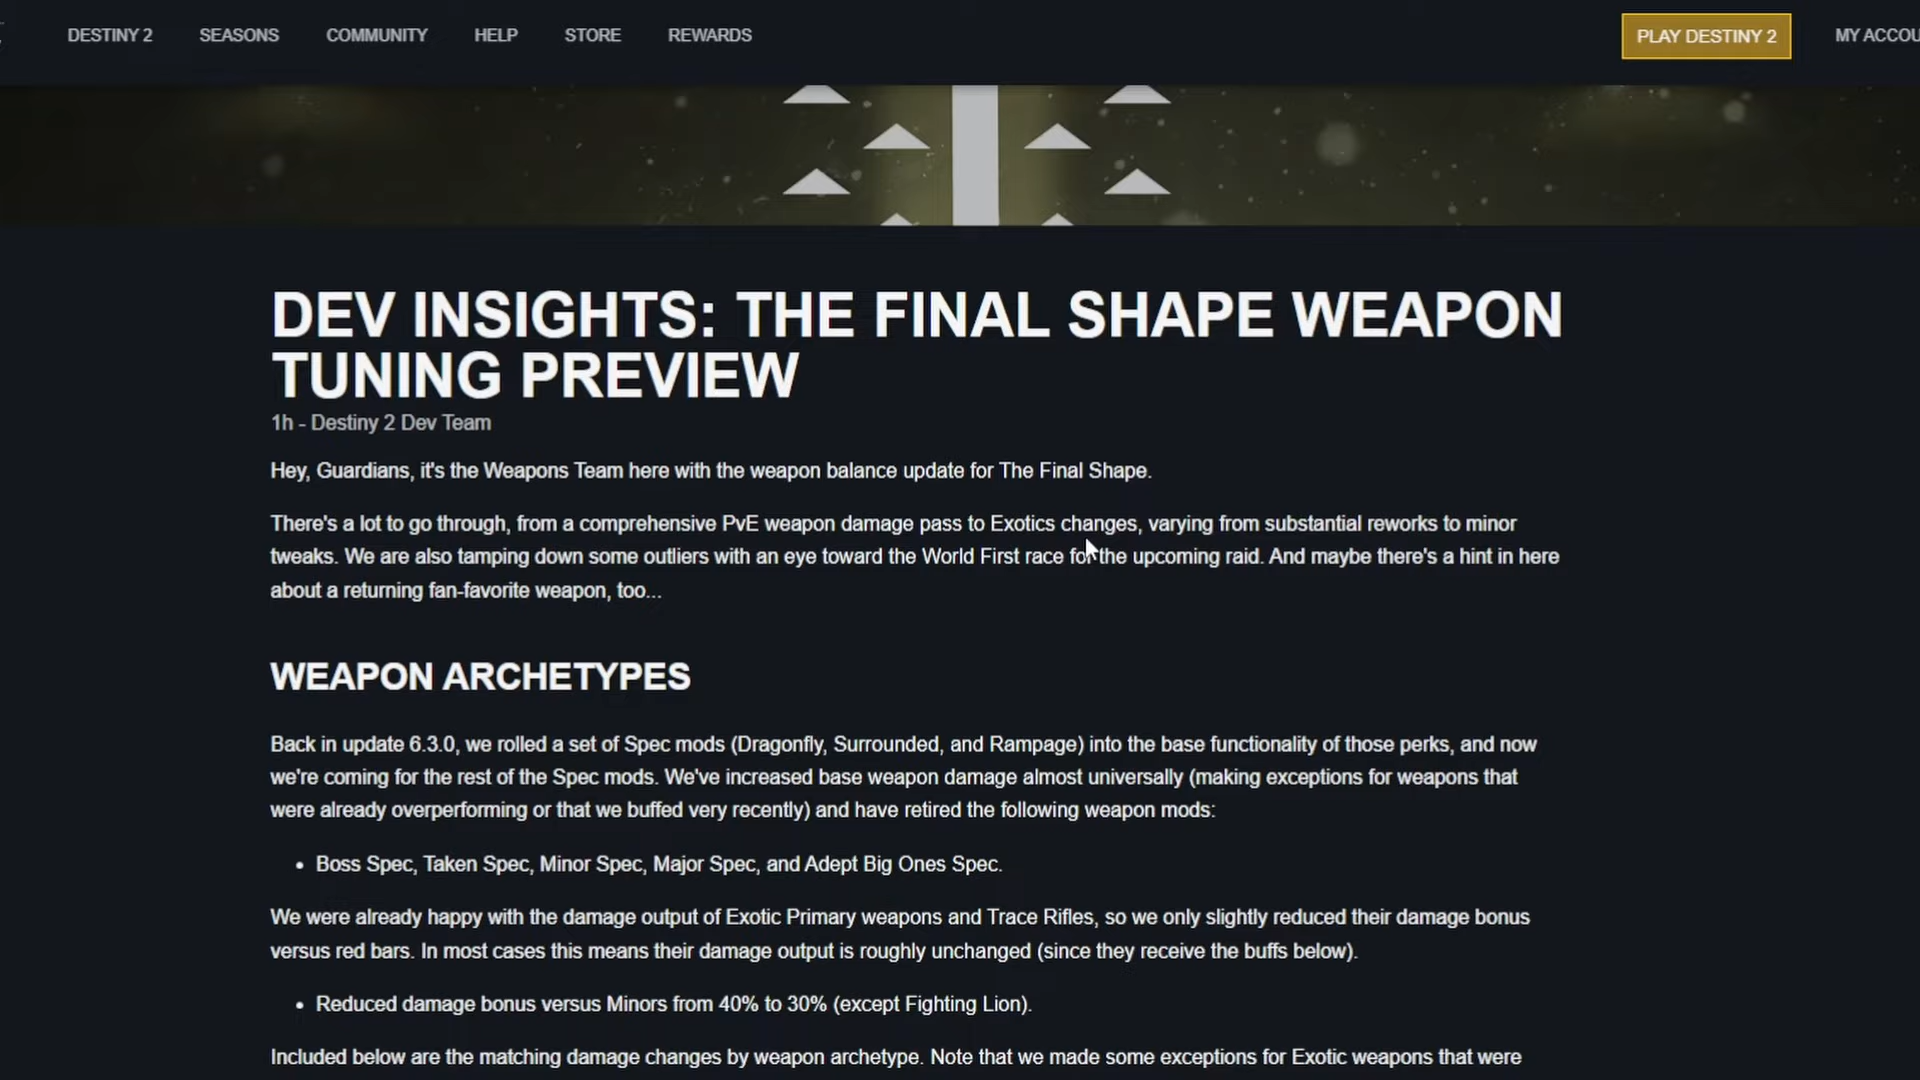 DESTINY 2 SEASONS COMMUNITY HELP STORE REWARDS PLAY DESTINY 2 MY ACCOU
DEV INSIGHTS: THE FINAL SHAPE WEAPON
TUNING PREVIEW
1h - Destiny 2 Dev Team
Hey, Guardians, it's the Weapons Team here with the weapon balance update for The Final Shape.
There's a lot to go through, from a comprehensive PvE weapon damage pass to Exotics changes, varying from substantial reworks to minor
tweaks. We are also tamping down some outliers with an eye toward the World First race for the upcoming raid. And maybe there's a hint in here
about a returning fan-favorite weapon, too...
WEAPON ARCHETYPES
Back in update 6.3.0, we rolled a set of Spec mods (Dragonfly, Surrounded, and Rampage) into the base functionality of those perks, and now
we're coming for the rest of the Spec mods. We've increased base weapon damage almost universally (making exceptions for weapons that
were already overperforming or that we buffed very recently) and have retired the following weapon mods:
• Boss Spec, Taken Spec, Minor Spec, Major Spec, and Adept Big Ones Spec.
We were already happy with the damage output of Exotic Primary weapons and Trace Rifles, so we only slightly reduced their damage bonus
versus red bars. In most cases this means their damage output is roughly unchanged (since they receive the buffs below).
• Reduced damage bonus versus Minors from 40% to 30% (except Fighting Lion).
Included below are the matching damage changes by weapon archetype. Note that we made some exceptions for Exotic weapons that were